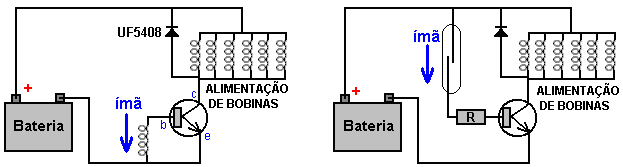 UF5408
+
ímã
ALIMENTAÇÃO
DE BOBINAS
c
b
e
Bateria
ímã
+
ALIMENTAÇÃO
DE BOBINAS
R
Bateria